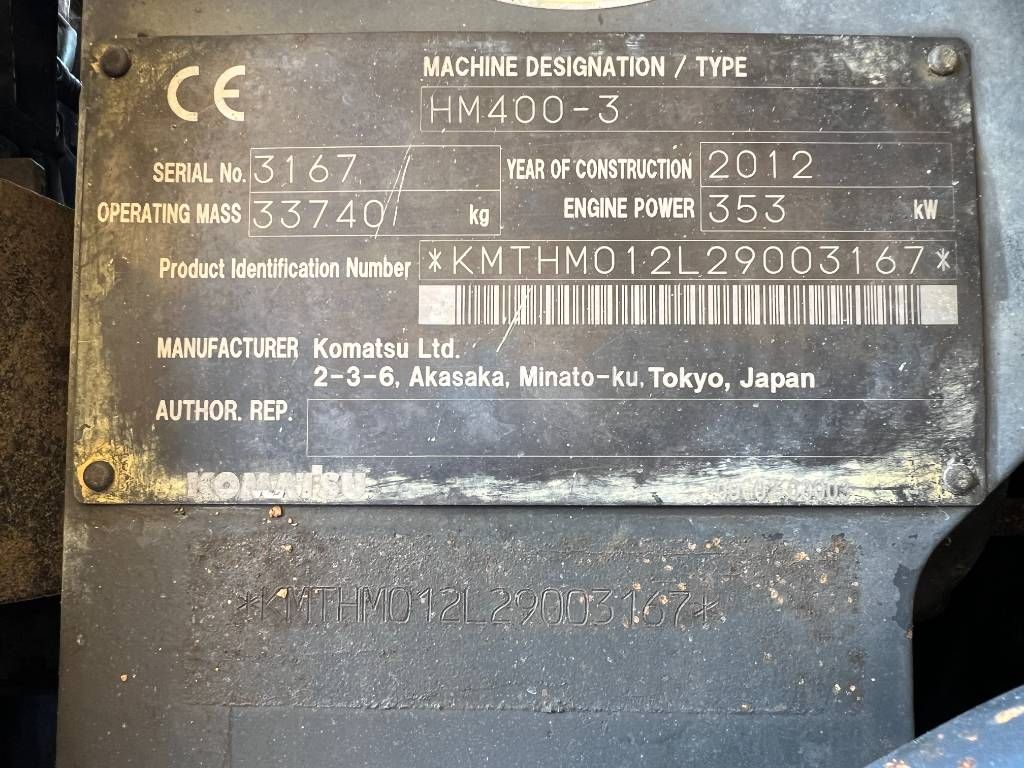 CE
MACHINE DESIGNATION / TYPE
HM400-3
SERIAL No. 3167 YEAR OF CONSTRUCTION 2012
OPERATING MASS 33740 kg ENGINE POWER 353 kW
Product Identification Number *KMTHM012L29003167*
MANUFACTURER Komatsu Ltd.
2-3-6, Akasaka, Minato-ku, Tokyo, Japan
AUTHOR. REP.
KOMATSU
*KMTHM012L29003167*